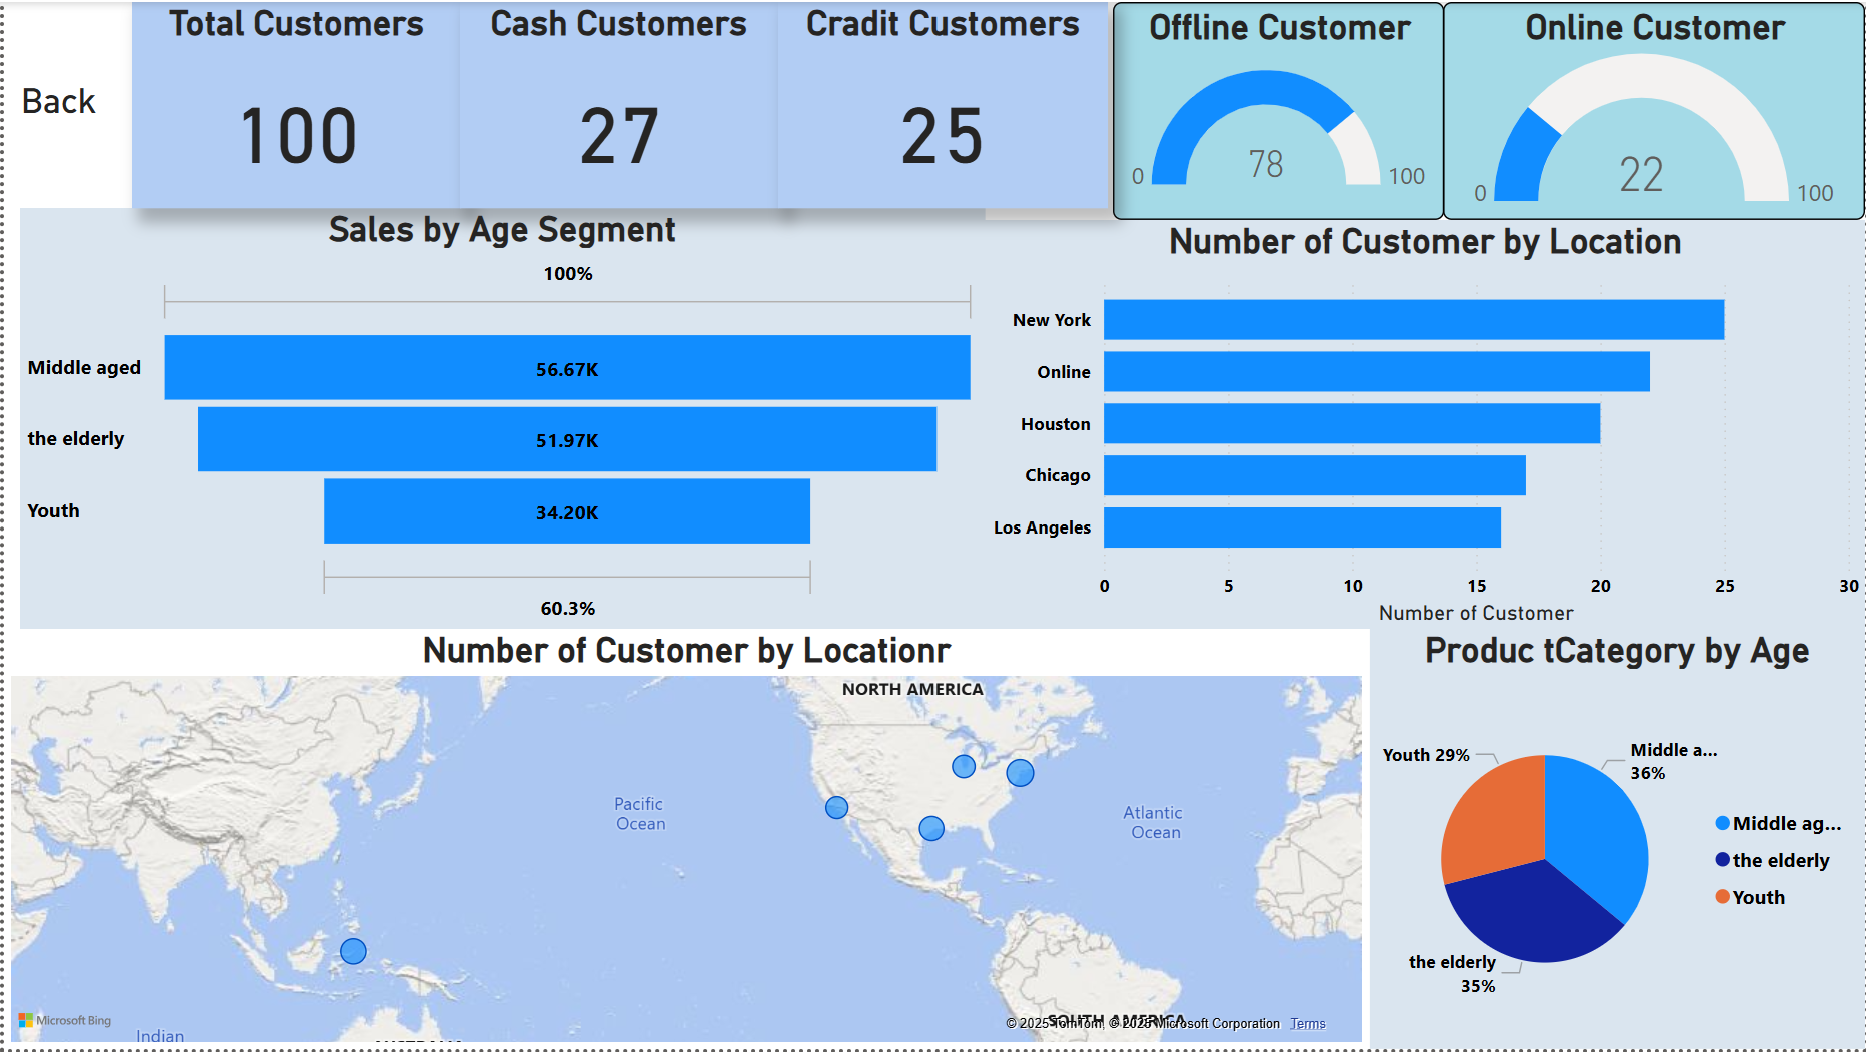 Back
Total Customers
100
Cash Customers
27
Cradit Customers
25
Offline Customer
0
78
100
Online Customer
0
22
100
Sales by Age Segment
100%
Middle aged
56.67K
the elderly
51.97K
Youth
34.20K
60.3%
Number of Customer by Location
New York
Online
Houston
Chicago
Los Angeles
0 5 10 15 20 25 30
Number of Customer
Number of Customer by Locationr
NORTH AMERICA
Pacific
Ocean
Atlantic
Ocean
Microsoft Bing
Indian
AUSTRALIA
SOUTH AMERICA
© 2025 TomTom, © 2025 Microsoft Corporation Terms
Produc tCategory by Age
Youth 29%
Middle a...
36%
the elderly
35%
Middle ag...
the elderly
Youth